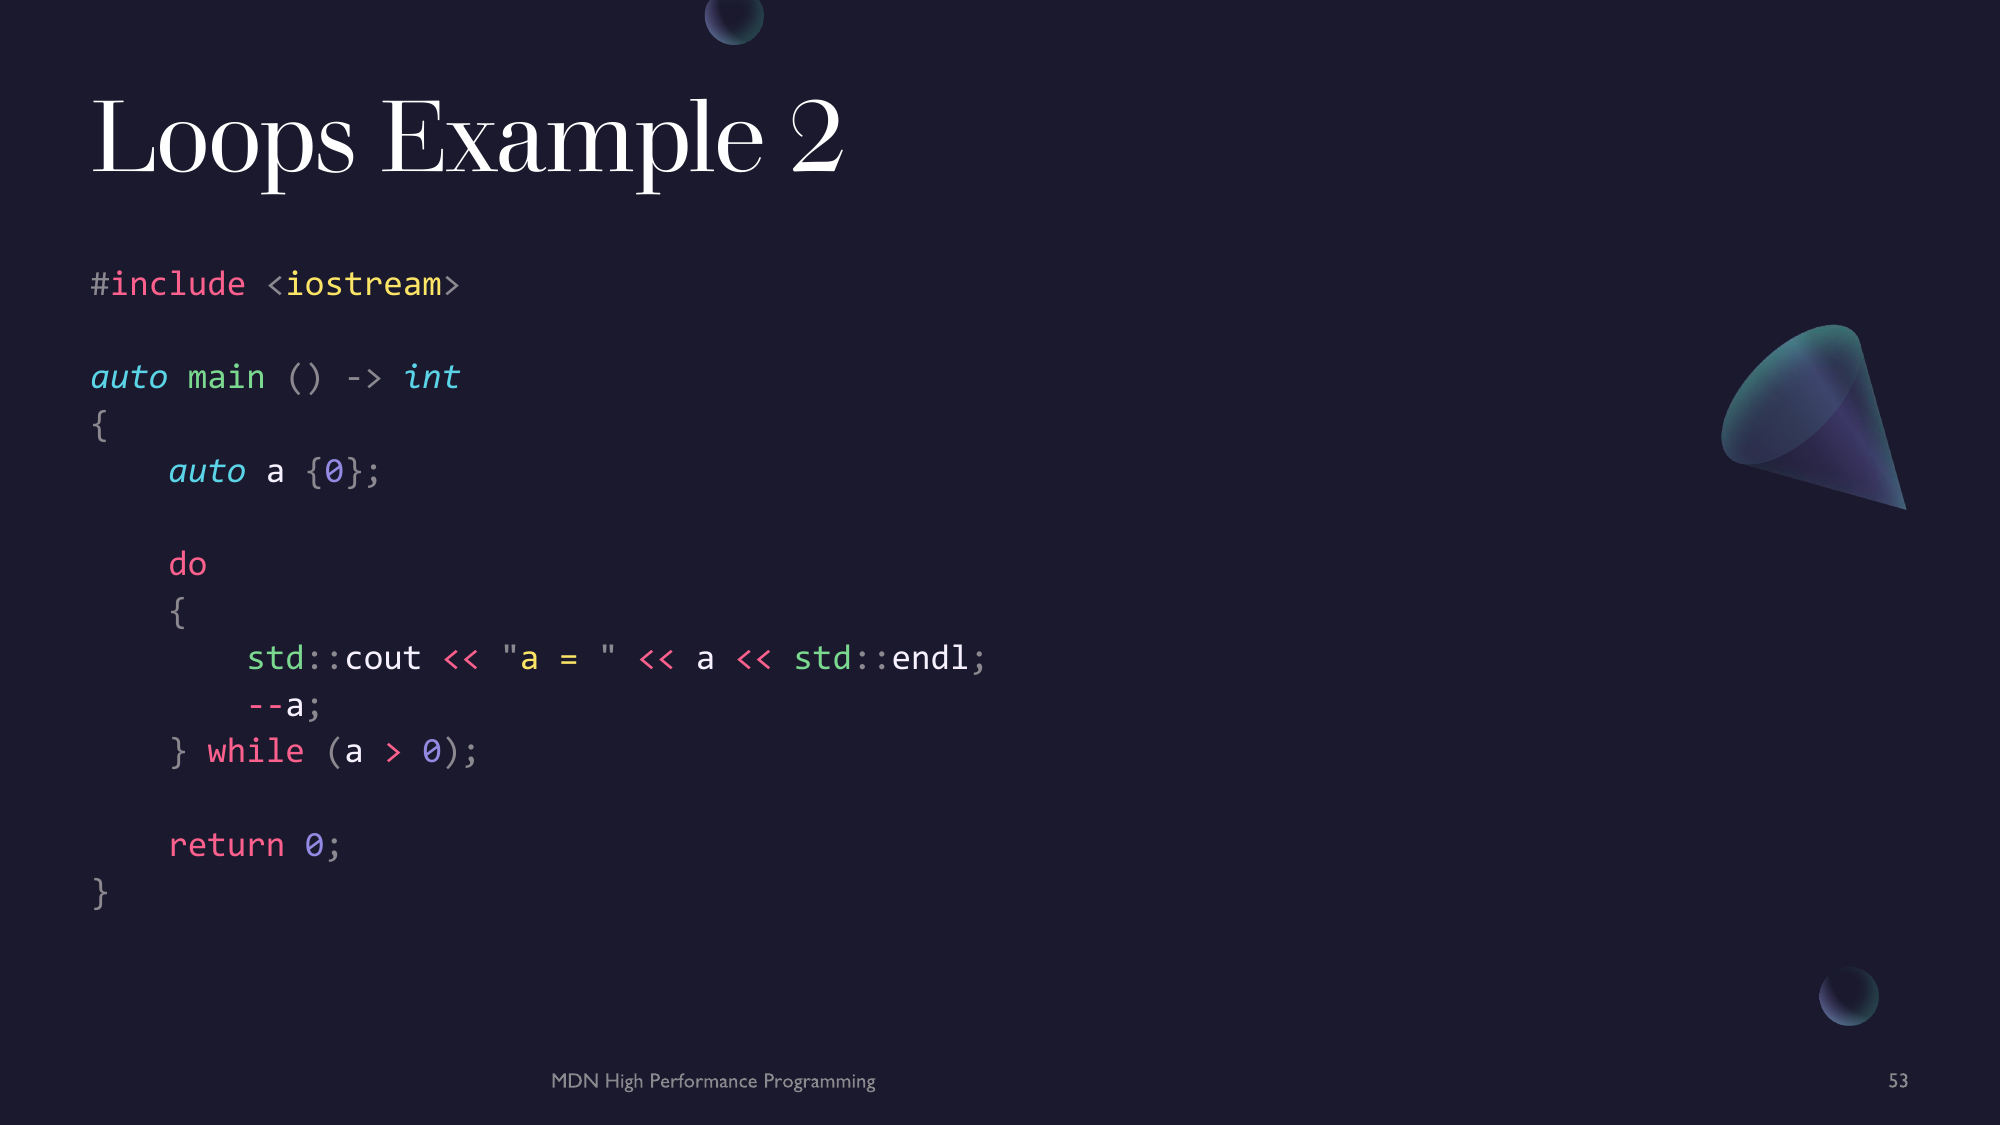 Loops Example 2
#include <iostream>
auto main () -> int
{
    auto a {0};
    do
    {
        std::cout << "a = " << a << std::endl;
        --a;
    } while (a > 0);
    return 0;
}
MDN High Performance Programming
53